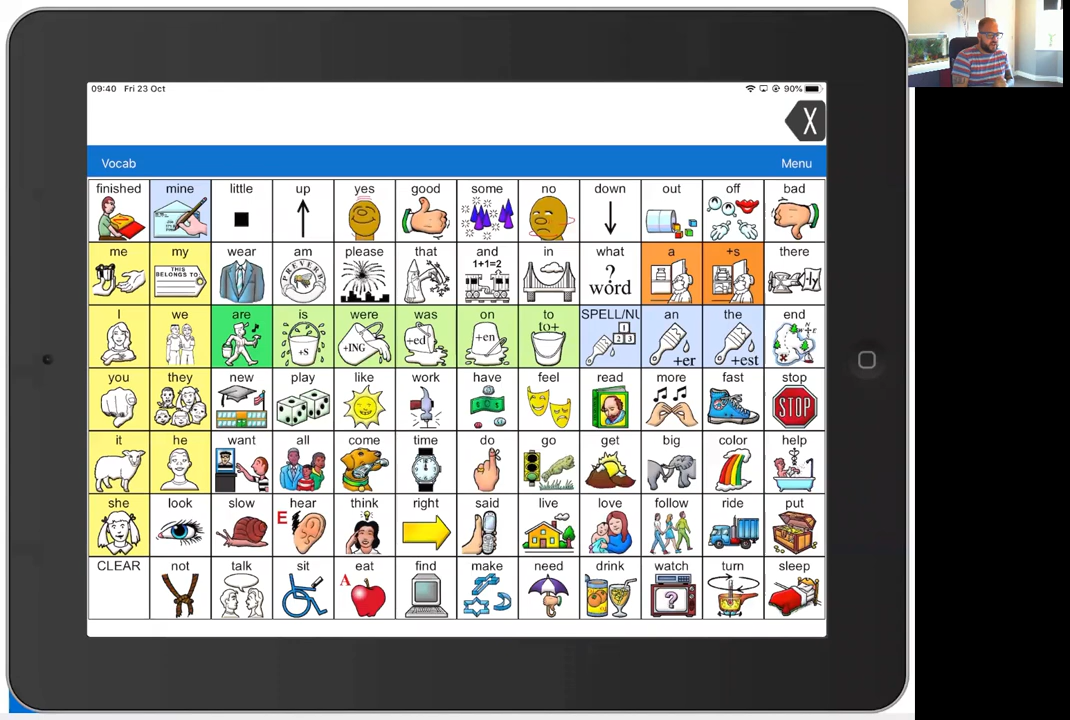 09:40 Fri 23 Oct 90%
X
Vocab Menu
finished mine little up yes good some no down out off bad
me my wear am please that and in what a +s there
THIS BELONGS TO PREVERB 1+1=2 ? word
I we are is were was on to SPELL/NU an the end
+s +ING +ed +en to+ 1 2 3 +er +est N W E S
you they new play like work have feel read more fast stop
STOP
it he want all come time do go get big color help
she look slow hear think right said live love follow ride put
E
CLEAR not talk sit eat find make need drink watch turn sleep
A ?